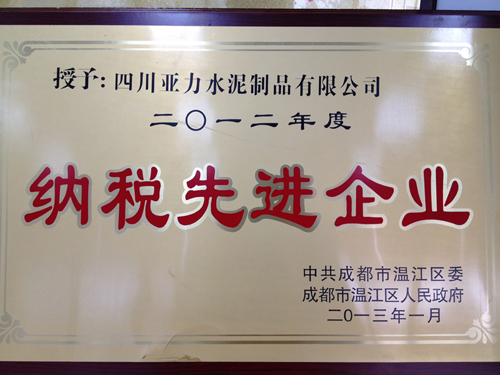 授予:四川亚力水泥制品有限公司
二〇一二年度
纳税先进企业
中共成都市温江区委
成都市温江区人民政府
二0一三年一月